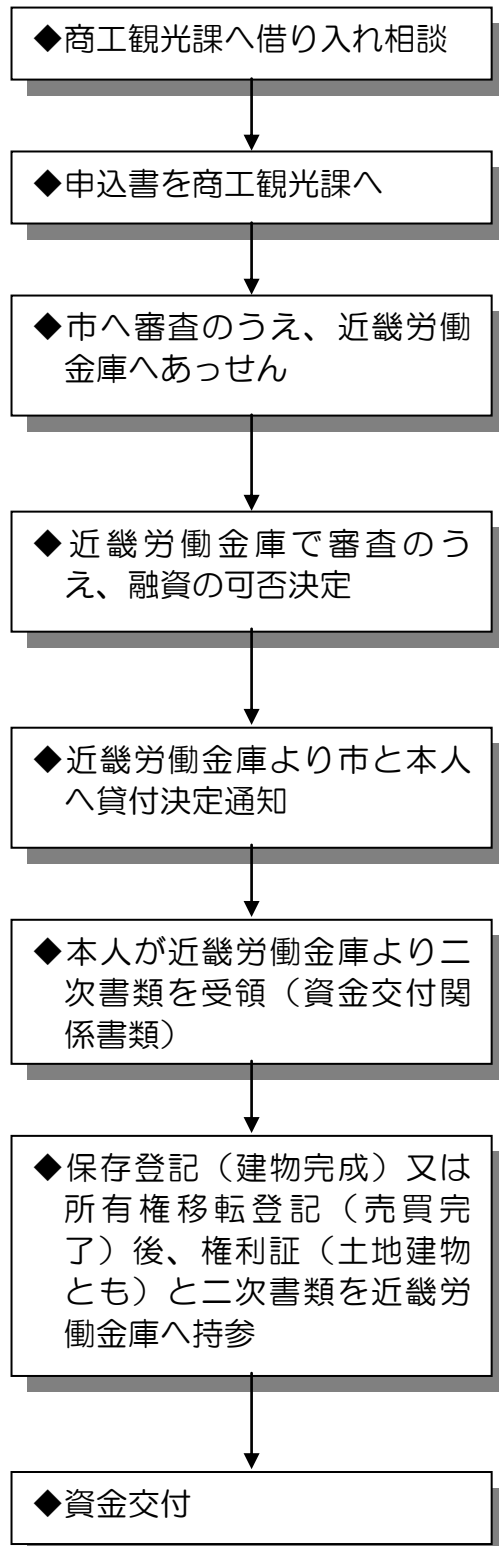 ◆商工観光課へ借り入れ相談
◆申込書を商工観光課へ
◆市へ審査のうえ、近畿労働
金庫へあっせん
◆近畿労働金庫で審査のう
え、融資の可否決定
◆近畿労働金庫より市と本人
へ貸付決定通知
◆本人が近畿労働金庫より二
次書類を受領（資金交付関
係書類）
◆保存登記（建物完成）又は
所有権移転登記（売買完
了）後、権利証（土地建物
とも）と二次書類を近畿労
働金庫へ持参
◆資金交付